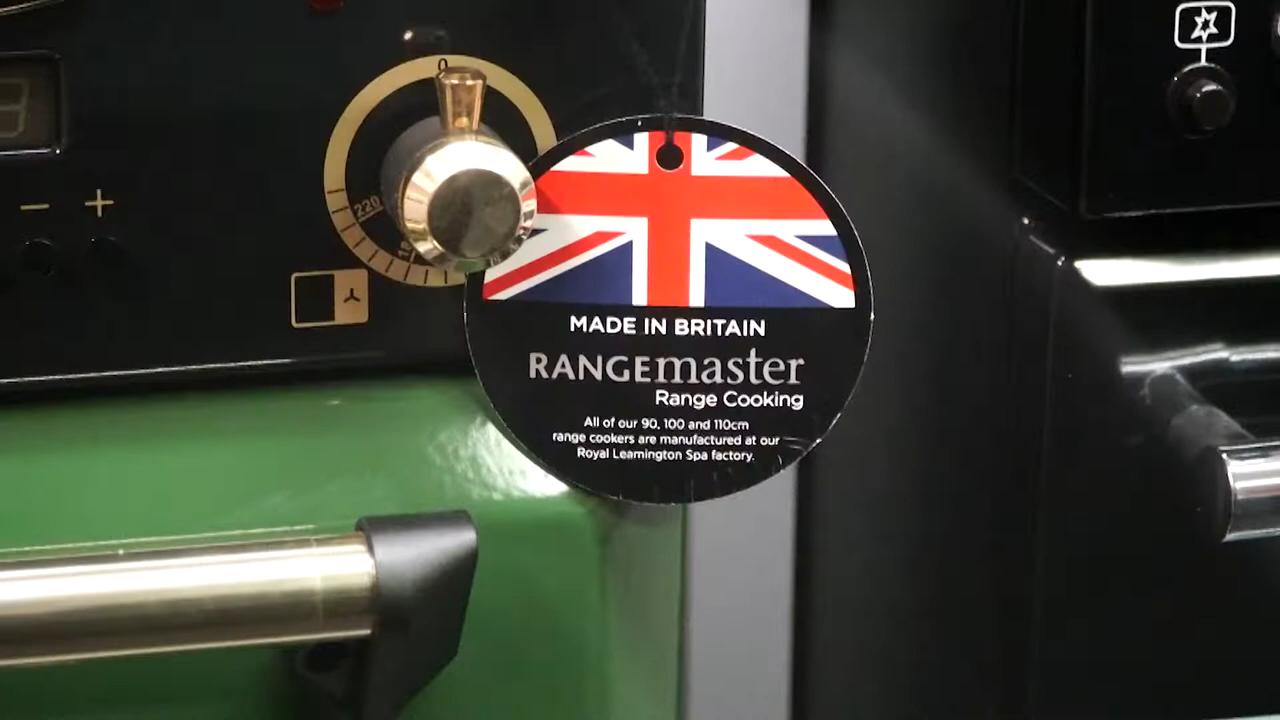 0
220
− +
MADE IN BRITAIN
RANGEmaster
Range Cooking
All of our 90, 100 and 110cm
range cookers are manufactured at our
Royal Leamington Spa factory.